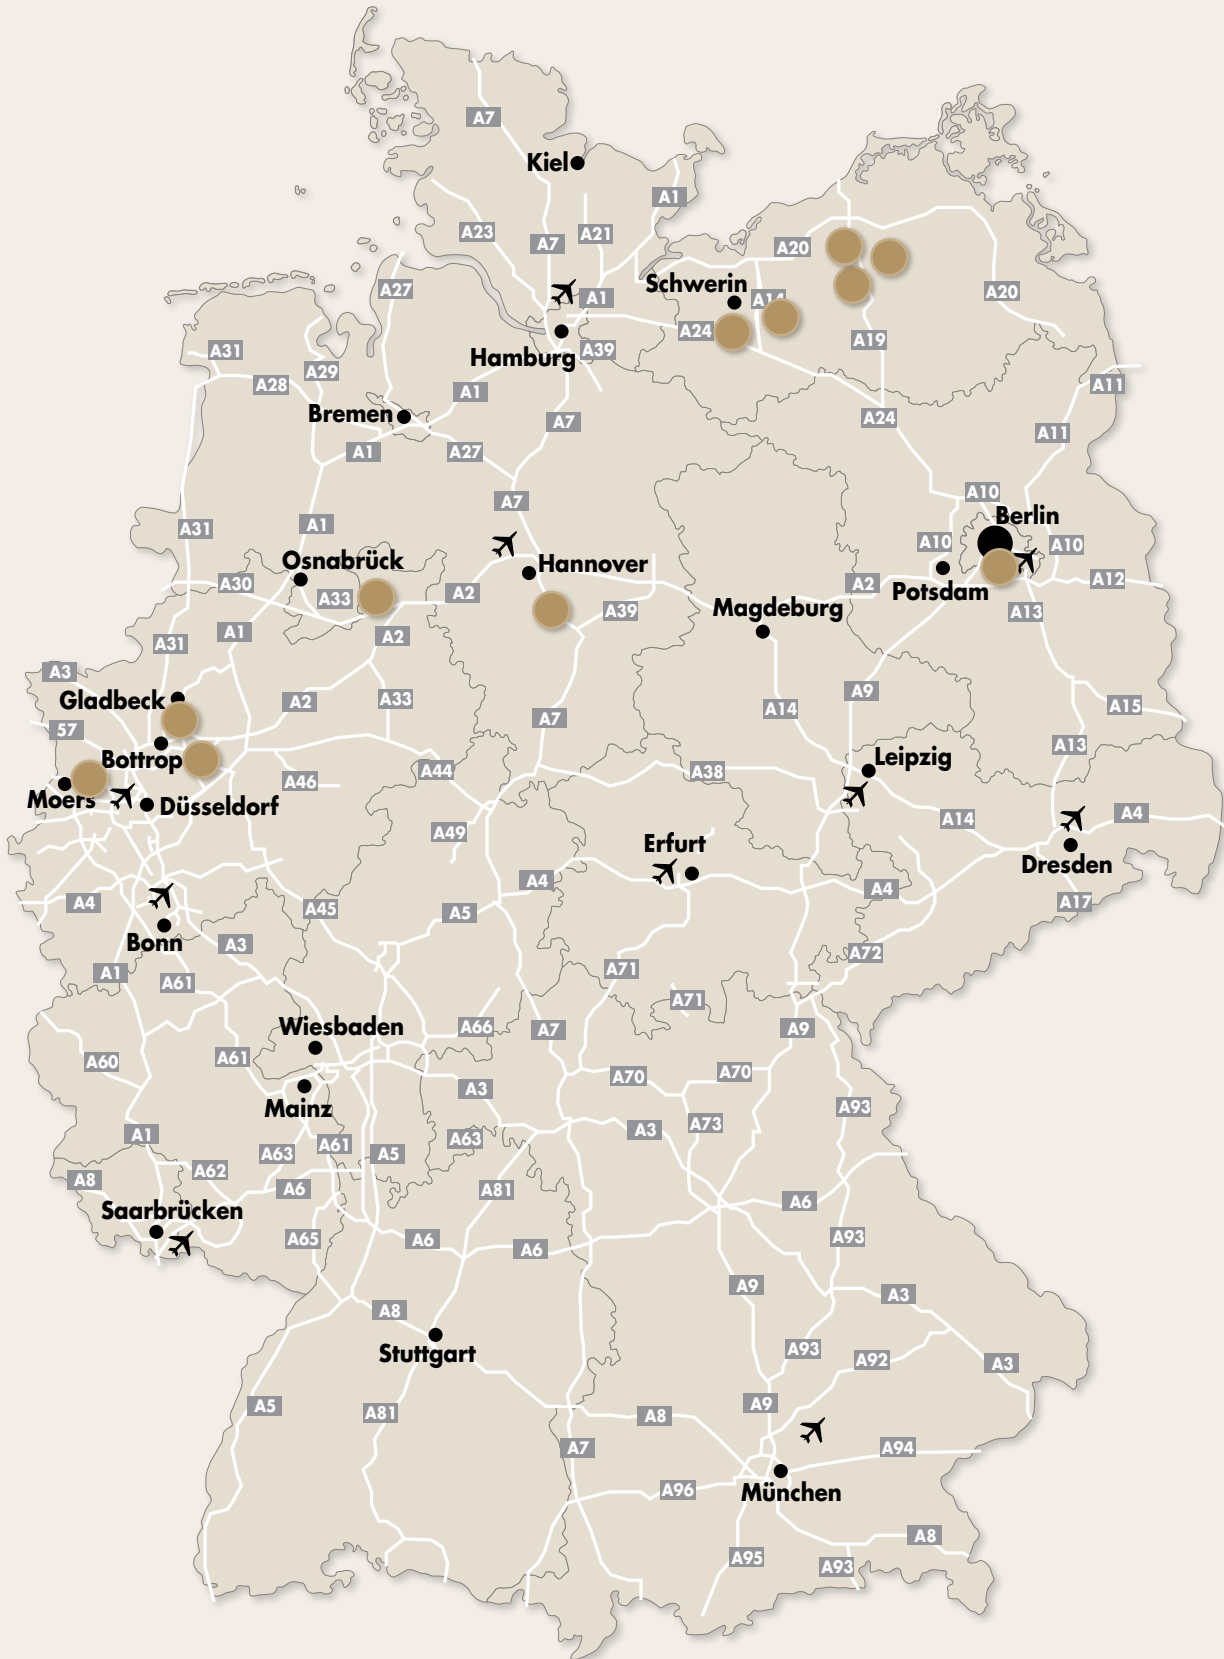 A7
Kiel
A1
A23
A7
A21
A20
A27
Schwerin
A1
A14
A20
A24
A19
Hamburg
A39
A31
A29
A28
A11
A1
Bremen
A7
A24
A11
A1
A27
A10
A7
Berlin
A31
A1
A10
A10
Osnabrück
Hannover
A30
A33
A2
A2
Potsdam
A12
A39
Magdeburg
A13
A31
A1
A2
A3
Gladbeck
A2
A33
A9
A14
A15
57
A7
A13
Bottrop
A46
A44
A38
Leipzig
Moers
Düsseldorf
A49
A14
A4
Erfurt
Dresden
A4
A4
A4
A45
A5
A17
Bonn
A3
A72
A1
A61
A71
A71
Wiesbaden
A66
A7
A9
A60
A61
A70
A70
A3
Mainz
A93
A1
A63
A61
A5
A63
A3
A73
A8
A62
A6
A81
A6
Saarbrücken
A65
A6
A6
A93
A9
A3
A8
Stuttgart
A93
A92
A3
A5
A81
A8
A9
A7
A94
A96
München
A8
A95
A93